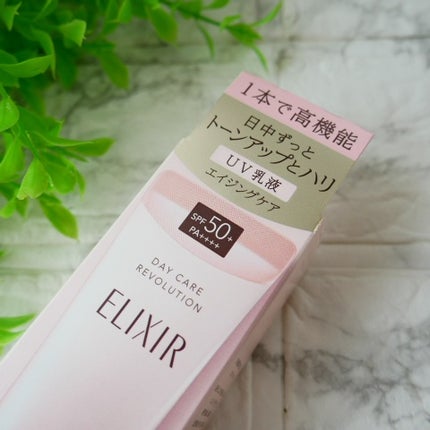 1本で高機能
日中ずっと
トーンアップとハリ
UV乳液
エイジングケア
SPF50+
PA++++
DAY CARE
REVOLUTION
ELIXIR